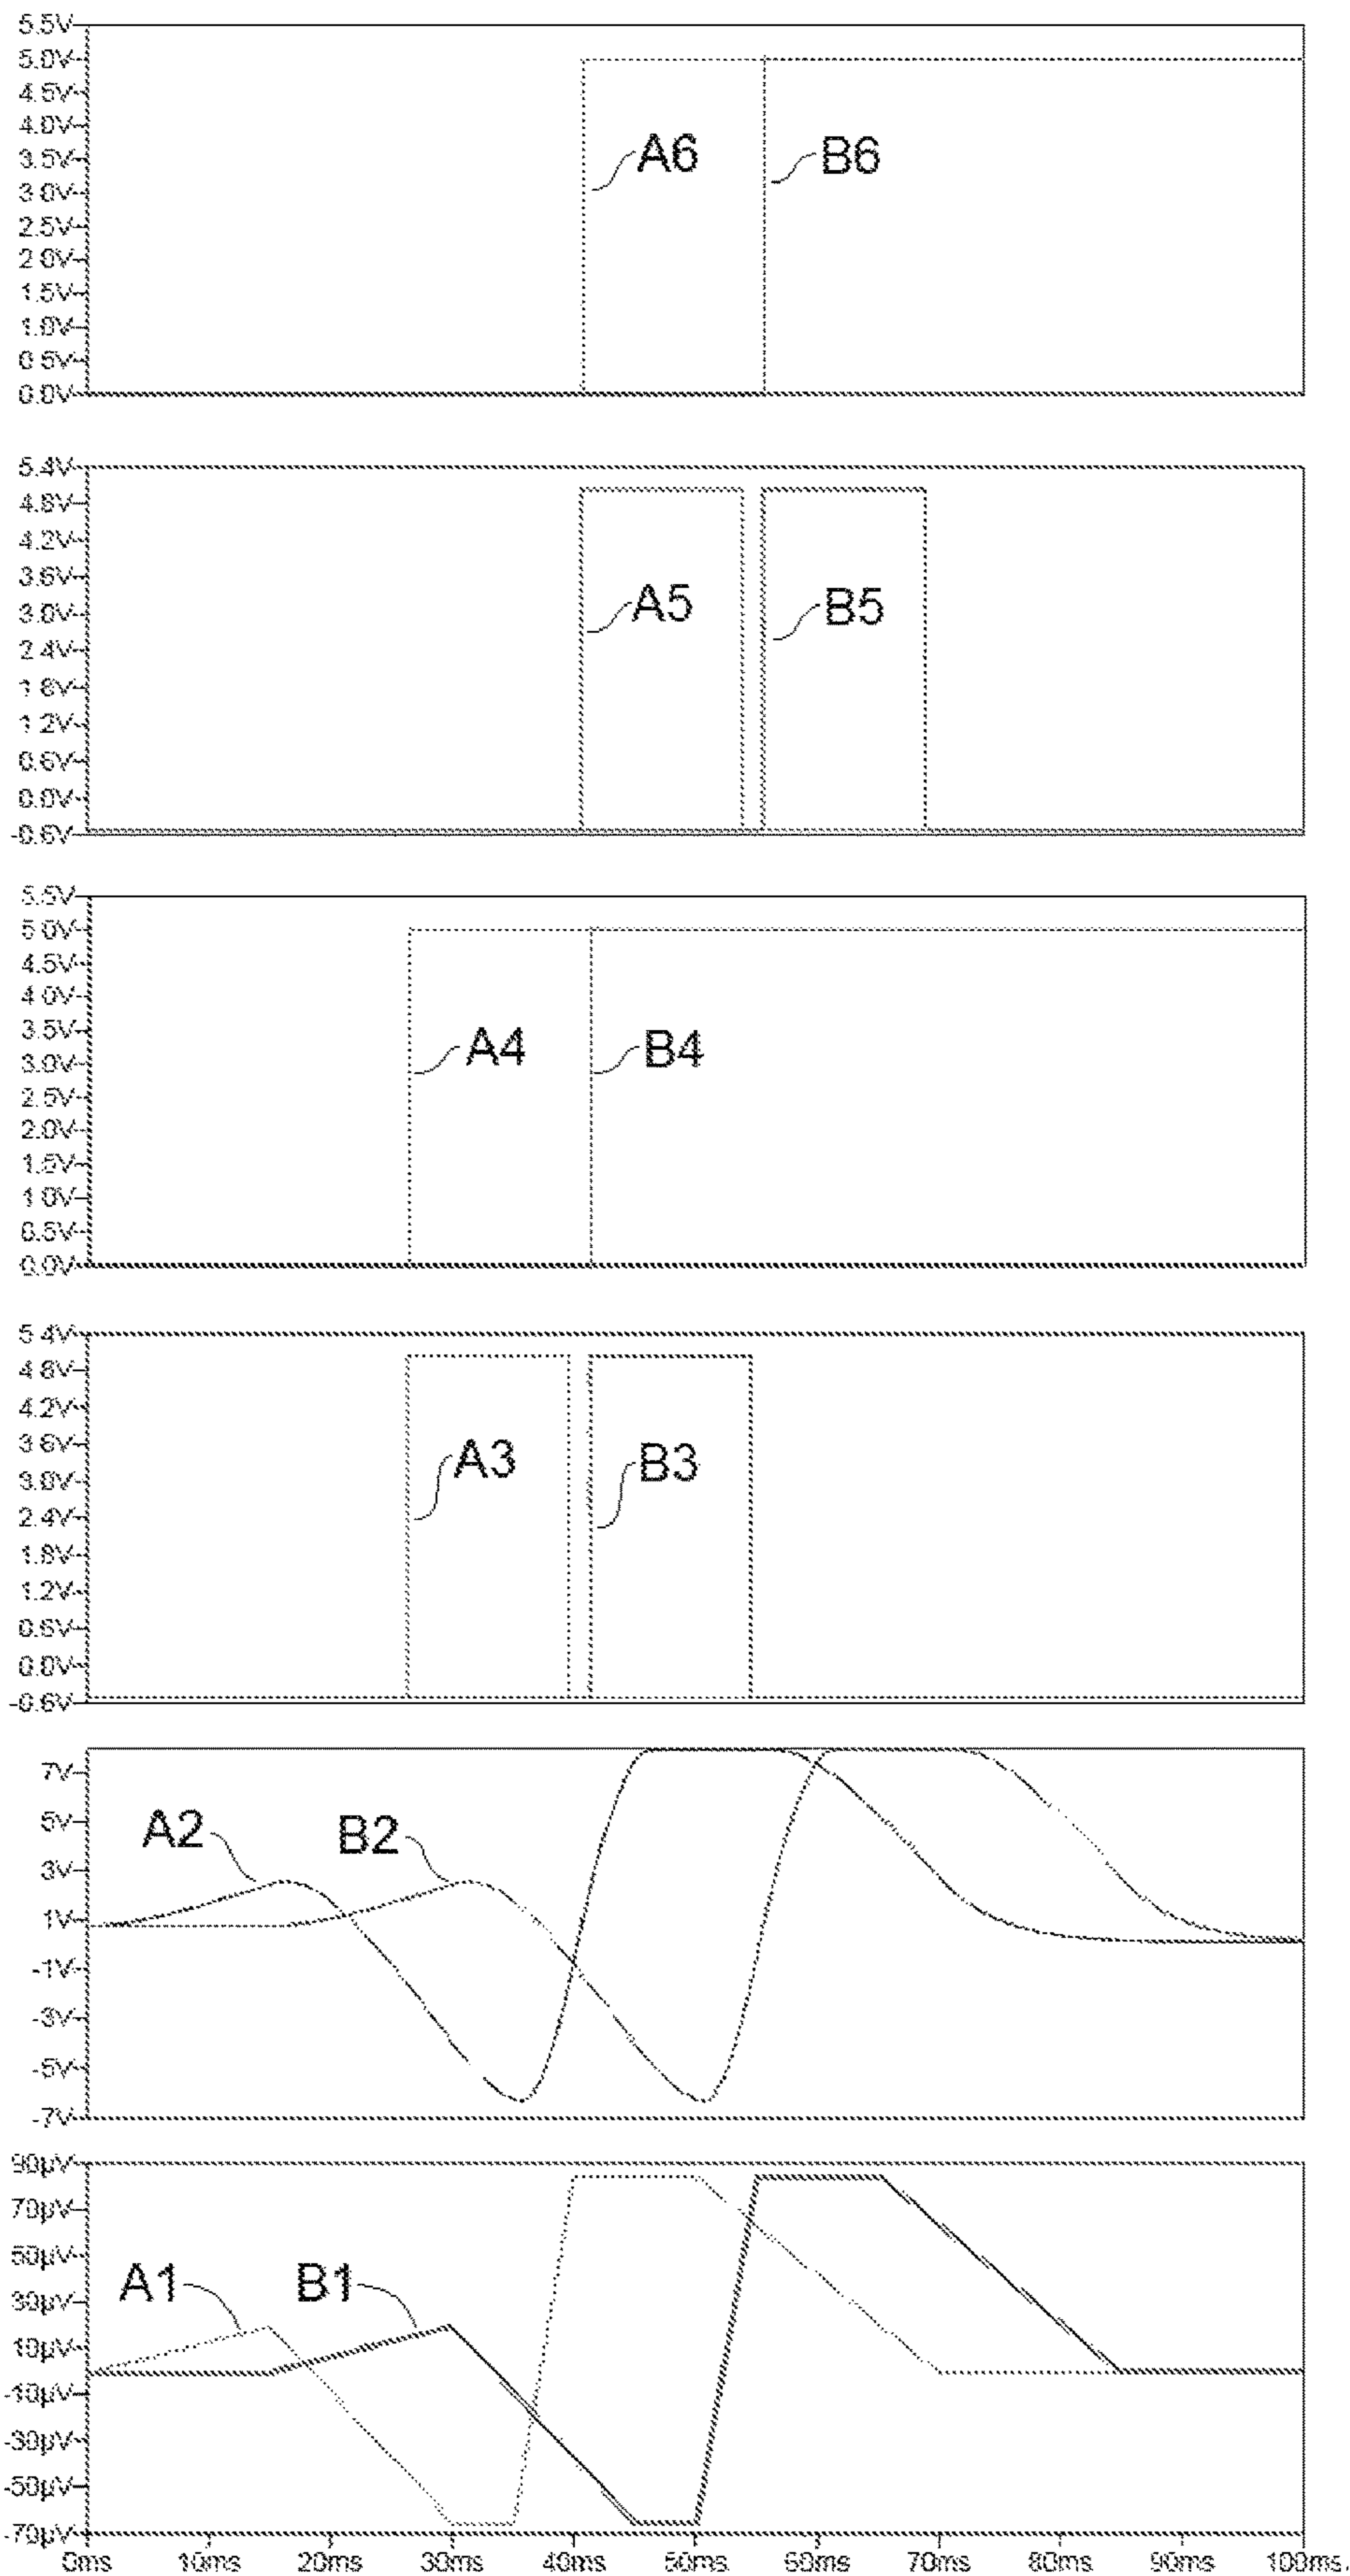 5.5V
5.0V
4.5V
4.0V
3.5V
3.0V
2.5V
2.0V
1.5V
1.0V
0.5V
0.0V
A6
B6
5.4V
4.8V
4.2V
3.6V
3.0V
2.4V
1.8V
1.2V
0.6V
0.0V
-0.6V
A5
B5
5.5V
5.0V
4.5V
4.0V
3.5V
3.0V
2.5V
2.0V
1.5V
1.0V
0.5V
0.0V
A4
B4
5.4V
4.8V
4.2V
3.6V
3.0V
2.4V
1.8V
1.2V
0.6V
0.0V
-0.6V
A3
B3
7V
5V
3V
1V
-1V
-3V
-5V
-7V
A2
B2
90µV
70µV
50µV
30µV
10µV
-10µV
-30µV
-50µV
-70µV
A1
B1
0ms 10ms 20ms 30ms 40ms 50ms 60ms 70ms 80ms 90ms 100ms